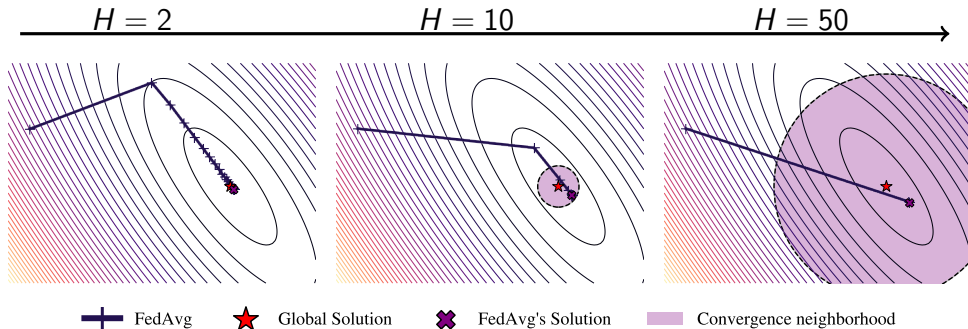 H = 2
H = 10
H = 50
FedAvg
Global Solution
FedAvg's Solution
Convergence neighborhood